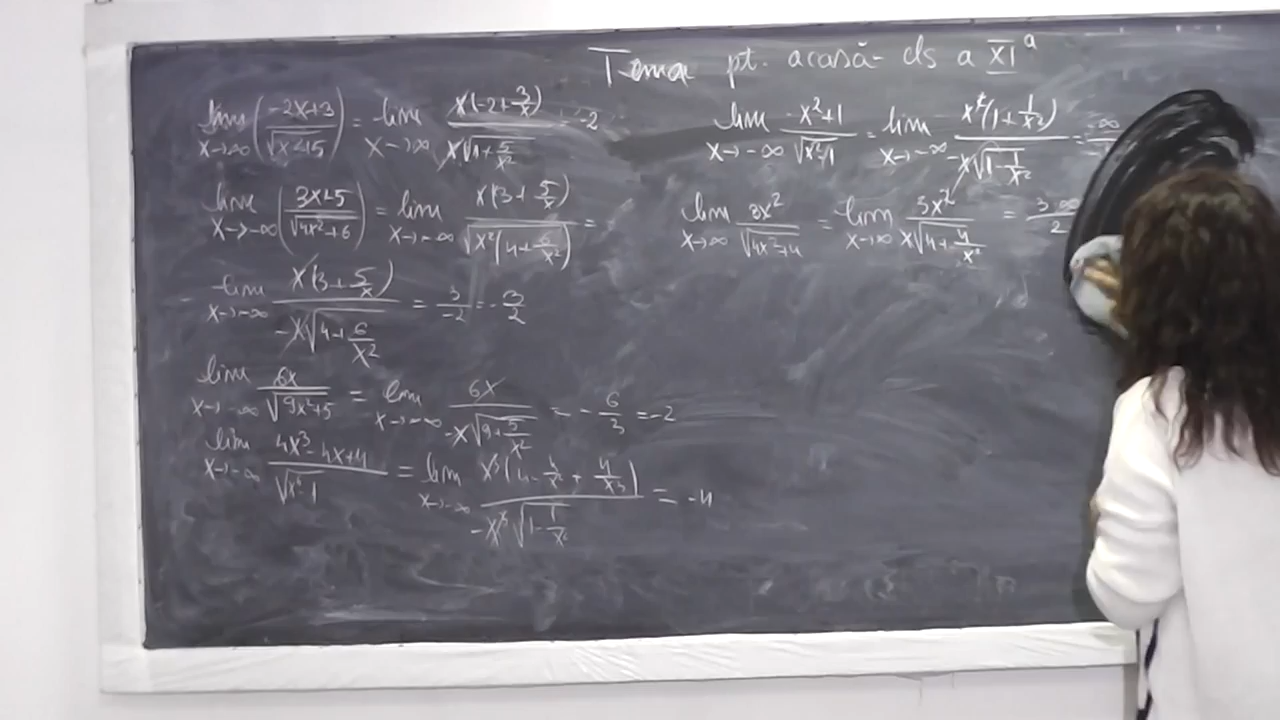 Tema pt. acasă cls a XI^a
lim x→∞ (-2x+3 / √x²+5) = lim x→∞ x(-2+3/x) / x√1+5/x² = -2
lim x→-∞ (3x+5 / √4x²+6) = lim x→-∞ x(3+5/x) / √x²(4+6/x²) =
lim x→-∞ x(3+5/x) / -x√4+6/x² = 3/-2 = -3/2
lim x→-∞ 6x / √9x²+5 = lim x→-∞ 6x / -x√9+5/x² = -6/3 = -2
lim x→-∞ 4x³-4x+4 / √x⁶-1 = lim x→-∞ x³(4-4/x²+4/x³) / -x³√1-1/x⁶ = -4
lim x→-∞ x²+1 / √x²-1 = lim x→-∞ x²(1+1/x²) / -x√1-1/x² = -∞
lim x→∞ 3x² / √4x²+4 = lim x→∞ 3x² / x√4+4/x² = 3·∞ / 2